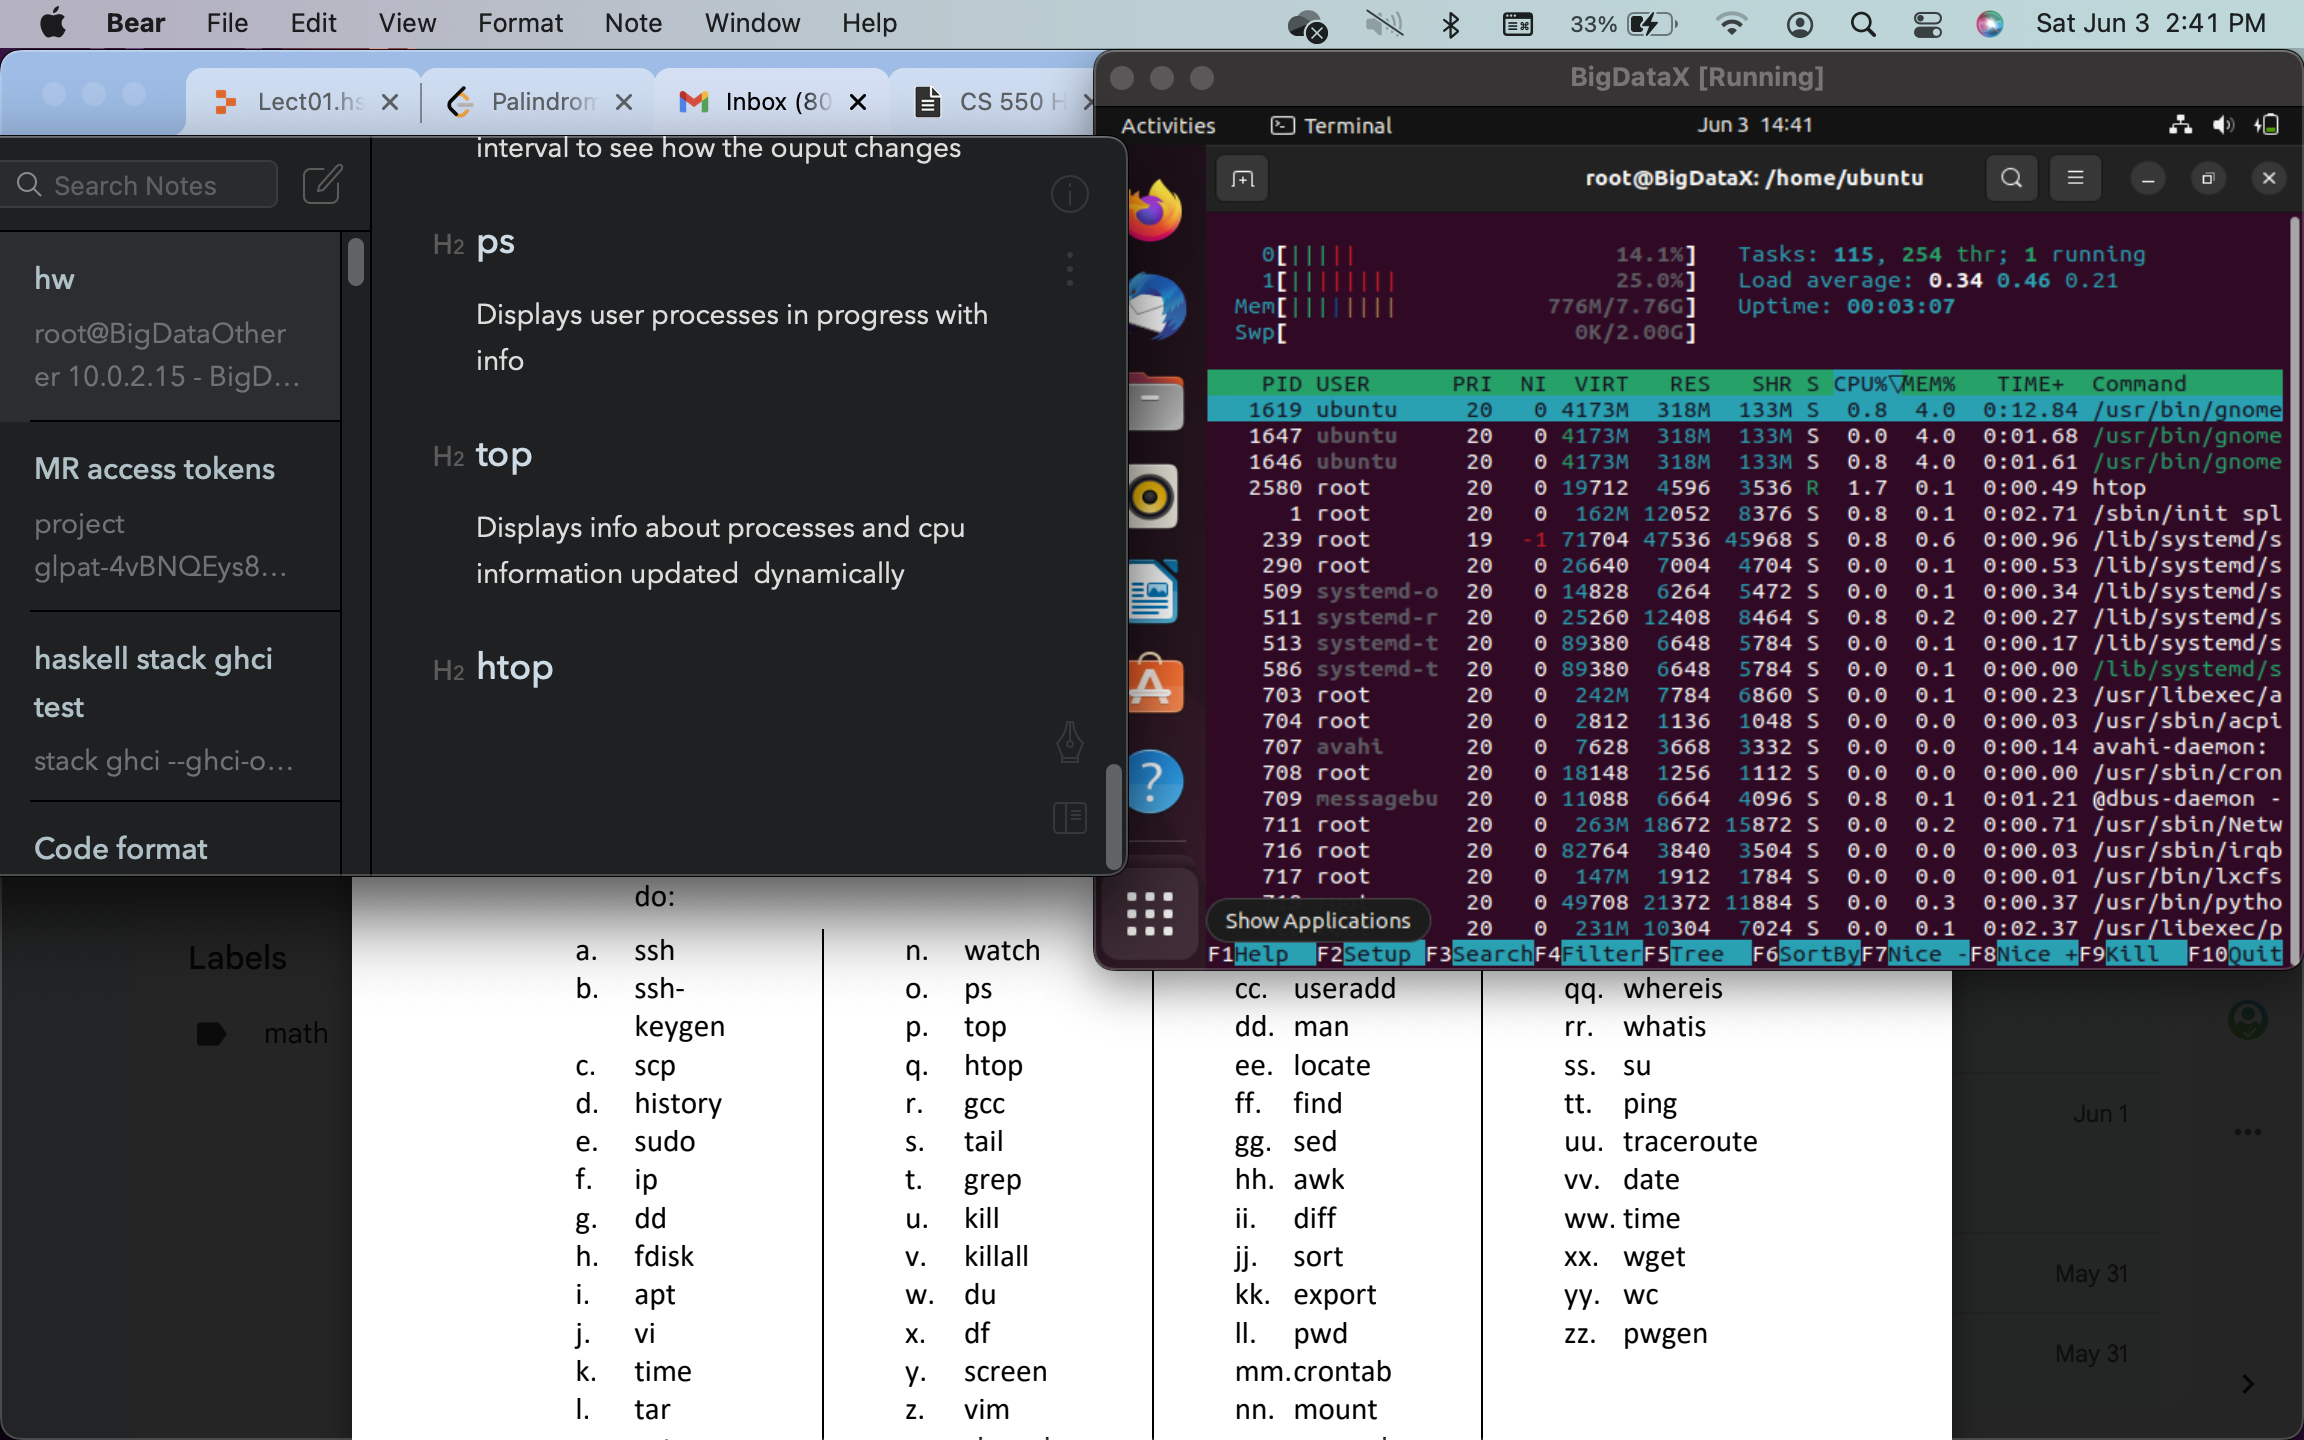 Bear File Edit View Format Note Window Help 33% Sat Jun 3 2:41 PM
Lect01.hs Palindrom Inbox (80 CS 550 H
BigDataX [Running]
Activities Terminal Jun 3 14:41
root@BigDataX: /home/ubuntu
Search Notes
hw
root@BigDataOther
er 10.0.2.15 - BigD...
MR access tokens
project
glpat-4vBNQEys8...
haskell stack ghci
test
stack ghci --ghci-o...
Code format
interval to see how the ouput changes
H2 ps
Displays user processes in progress with
info
H2 top
Displays info about processes and cpu
information updated  dynamically
H2 htop
0[||||| 14.1%] Tasks: 115, 254 thr; 1 running
1[|||||||| 25.0%] Load average: 0.34 0.46 0.21
Mem[|||||||| 776M/7.76G] Uptime: 00:03:07
Swp[ 0K/2.00G]
PID USER PRI NI VIRT RES SHR S CPU%▽MEM% TIME+ Command
1619 ubuntu 20 0 4173M 318M 133M S 0.8 4.0 0:12.84 /usr/bin/gnome
1647 ubuntu 20 0 4173M 318M 133M S 0.0 4.0 0:01.68 /usr/bin/gnome
1646 ubuntu 20 0 4173M 318M 133M S 0.8 4.0 0:01.61 /usr/bin/gnome
2580 root 20 0 19712 4596 3536 R 1.7 0.1 0:00.49 htop
1 root 20 0 162M 12052 8376 S 0.8 0.1 0:02.71 /sbin/init spl
239 root 19 -1 71704 47536 45968 S 0.8 0.6 0:00.96 /lib/systemd/s
290 root 20 0 26640 7004 4704 S 0.0 0.1 0:00.53 /lib/systemd/s
509 systemd-o 20 0 14828 6264 5472 S 0.0 0.1 0:00.34 /lib/systemd/s
511 systemd-r 20 0 25260 12408 8464 S 0.8 0.2 0:00.27 /lib/systemd/s
513 systemd-t 20 0 89380 6648 5784 S 0.0 0.1 0:00.17 /lib/systemd/s
586 systemd-t 20 0 89380 6648 5784 S 0.0 0.1 0:00.00 /lib/systemd/s
703 root 20 0 242M 7784 6860 S 0.0 0.1 0:00.23 /usr/libexec/a
704 root 20 0 2812 1136 1048 S 0.0 0.0 0:00.03 /usr/sbin/acpi
707 avahi 20 0 7628 3668 3332 S 0.0 0.0 0:00.14 avahi-daemon:
708 root 20 0 18148 1256 1112 S 0.0 0.0 0:00.00 /usr/sbin/cron
709 messagebu 20 0 11088 6664 4096 S 0.8 0.1 0:01.21 @dbus-daemon -
711 root 20 0 263M 18672 15872 S 0.0 0.2 0:00.71 /usr/sbin/Netw
716 root 20 0 82764 3840 3504 S 0.0 0.0 0:00.03 /usr/sbin/irqb
717 root 20 0 147M 1912 1784 S 0.0 0.0 0:00.01 /usr/bin/lxcfs
20 0 49708 21372 11884 S 0.0 0.3 0:00.37 /usr/bin/pytho
20 0 231M 10304 7024 S 0.0 0.1 0:02.37 /usr/libexec/p
Show Applications
F1Help F2Setup F3SearchF4FilterF5Tree F6SortByF7Nice -F8Nice +F9Kill F10Quit
Labels
math
do:
a. ssh
b. ssh-
keygen
c. scp
d. history
e. sudo
f. ip
g. dd
h. fdisk
i. apt
j. vi
k. time
l. tar
n. watch
o. ps
p. top
q. htop
r. gcc
s. tail
t. grep
u. kill
v. killall
w. du
x. df
y. screen
z. vim
cc. useradd
dd. man
ee. locate
ff. find
gg. sed
hh. awk
ii. diff
jj. sort
kk. export
ll. pwd
mm. crontab
nn. mount
qq. whereis
rr. whatis
ss. su
tt. ping
uu. traceroute
vv. date
ww. time
xx. wget
yy. wc
zz. pwgen
Jun 1
May 31
May 31